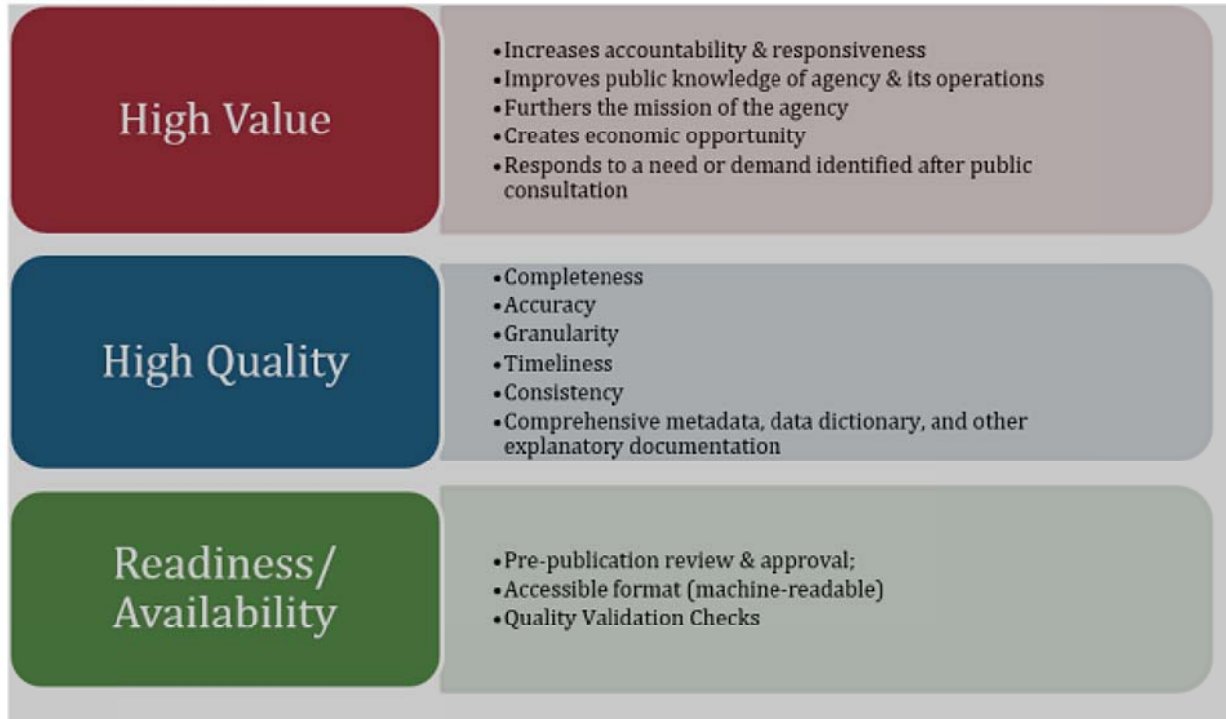 High Value
•Increases accountability & responsiveness
•Improves public knowledge of agency & its operations
•Furthers the mission of the agency
•Creates economic opportunity
•Responds to a need or demand identified after public
consultation
High Quality
•Completeness
•Accuracy
•Granularity
•Timeliness
•Consistency
•Comprehensive metadata, data dictionary, and other
explanatory documentation
Readiness/
Availability
•Pre-publication review & approval;
•Accessible format (machine-readable)
•Quality Validation Checks